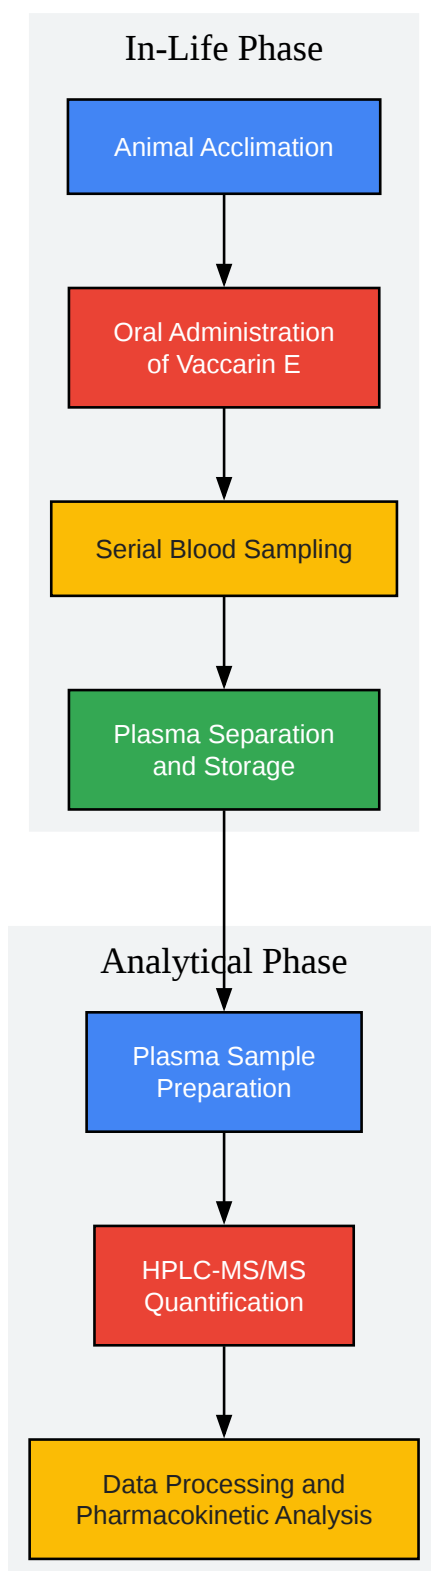 In-Life Phase
Animal Acclimation
Oral Administration
of Vaccarin E
Serial Blood Sampling
Plasma Separation
and Storage
Analytical Phase
Plasma Sample
Preparation
HPLC-MS/MS
Quantification
Data Processing and
Pharmacokinetic Analysis